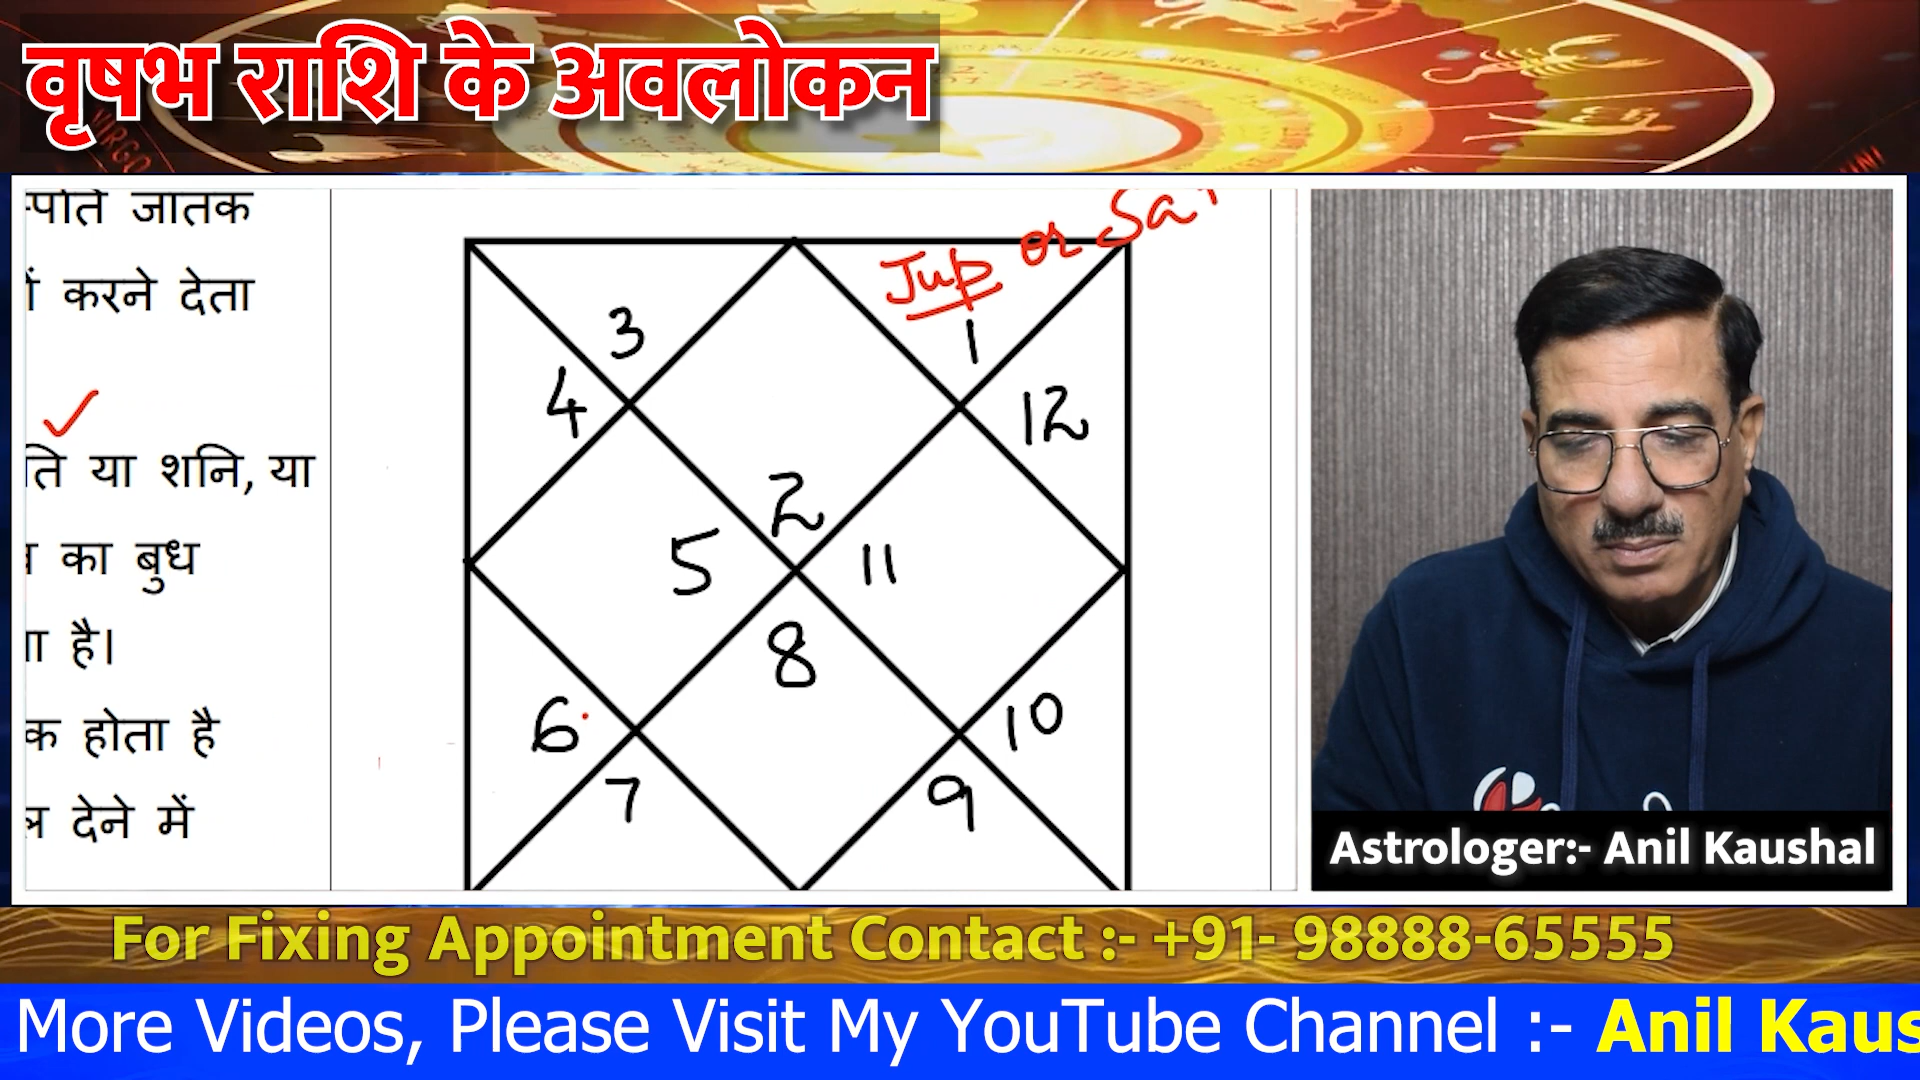 वृषभ राशि के अवलोकन
जातक
करने देता
या शनि, या
का बुध
है।
होता है
देने में
Jup or Sa
3
1
4
12
2
5
11
8
6
10
7
9
VIRGO
Astrologer:- Anil Kaushal
For Fixing Appointment Contact :- +91- 98888-65555
More Videos, Please Visit My YouTube Channel :- Anil Kaus